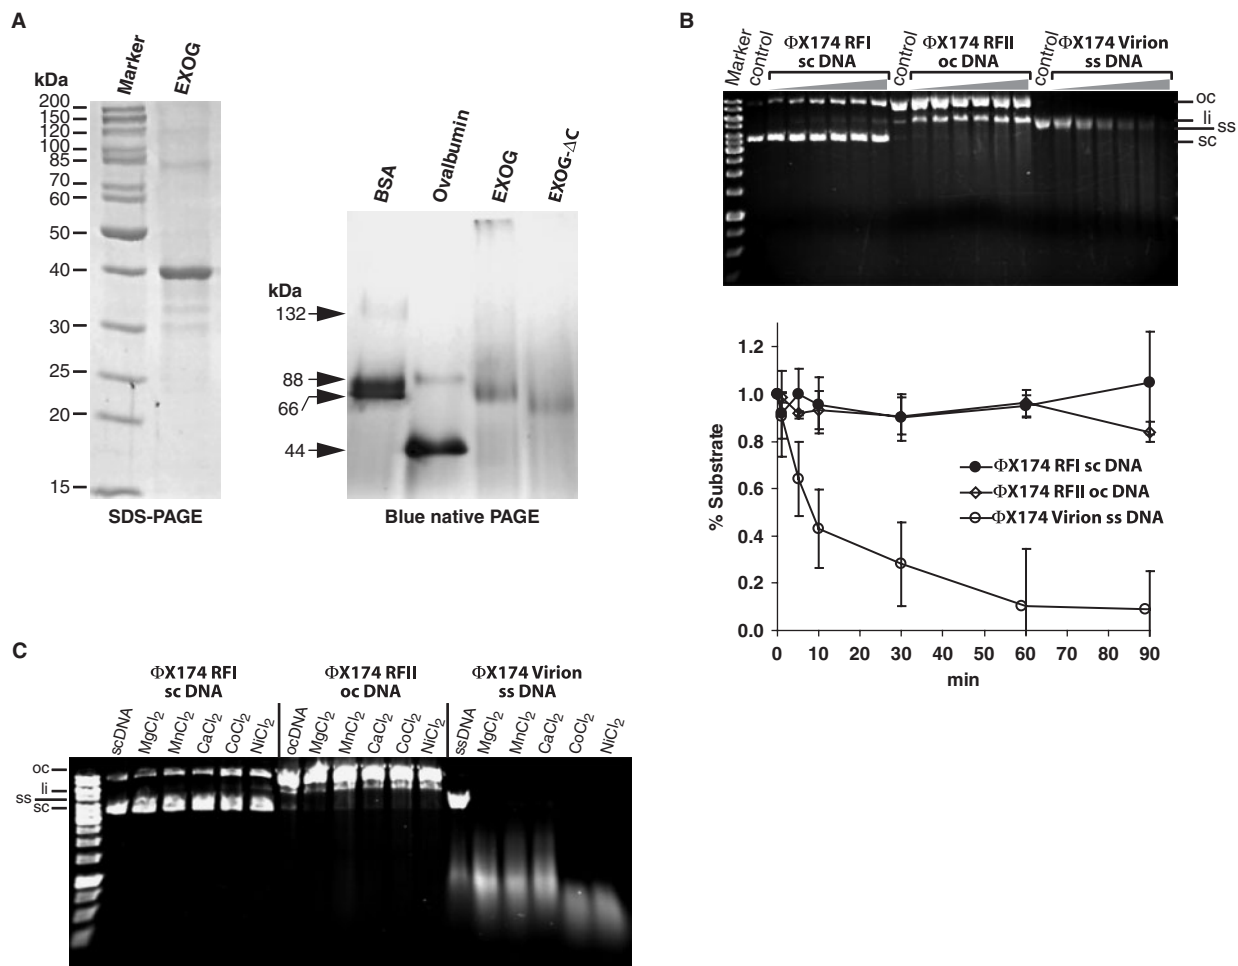 A
kDa
Marker
EXOG
200
150
120
100
85
70
60
50
40
30
25
20
15
SDS-PAGE
BSA
Ovalbumin
EXOG
EXOG-ΔC
kDa
132
88
66
44
Blue native PAGE
B
Marker
control
ΦX174 RFI
sc DNA
control
ΦX174 RFII
oc DNA
control
ΦX174 Virion
ss DNA
oc
li
ss
sc
% Substrate
1.2
1.0
0.8
0.6
0.4
0.2
0.0
0 10 20 30 40 50 60 70 80 90
min
ΦX174 RFI sc DNA
ΦX174 RFII oc DNA
ΦX174 Virion ss DNA
C
ΦX174 RFI
sc DNA
ΦX174 RFII
oc DNA
ΦX174 Virion
ss DNA
scDNA
MgCl2
MnCl2
CaCl2
CoCl2
NiCl2
ocDNA
MgCl2
MnCl2
CaCl2
CoCl2
NiCl2
ssDNA
MgCl2
MnCl2
CaCl2
CoCl2
NiCl2
oc
li
ss
sc